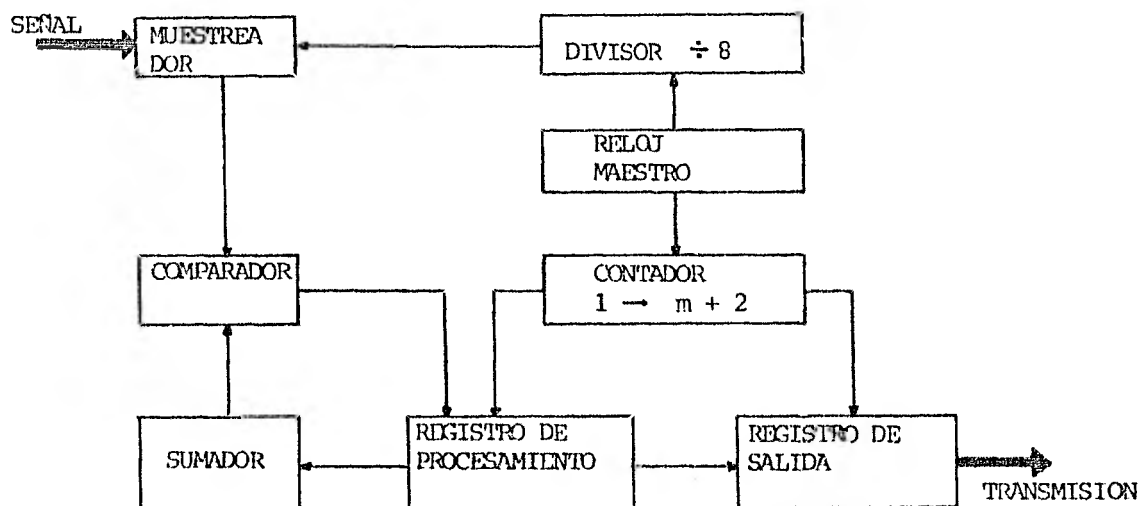 SEÑAL
MUESTREA
DOR
DIVISOR ÷ 8
RELOJ
MAESTRO
COMPARADOR
CONTADOR
1 → m + 2
SUMADOR
REGISTRO DE
PROCESAMIENTO
REGISTRO DE
SALIDA
TRANSMISION